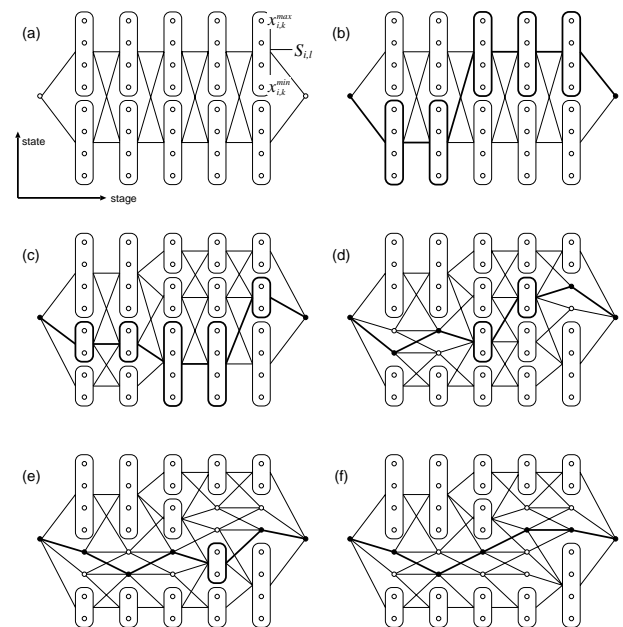 (a)
x_{i,k}^{max}
S_{i,l}
x_{i,k}^{min}
state
stage
(b)
(c)
(d)
(e)
(f)